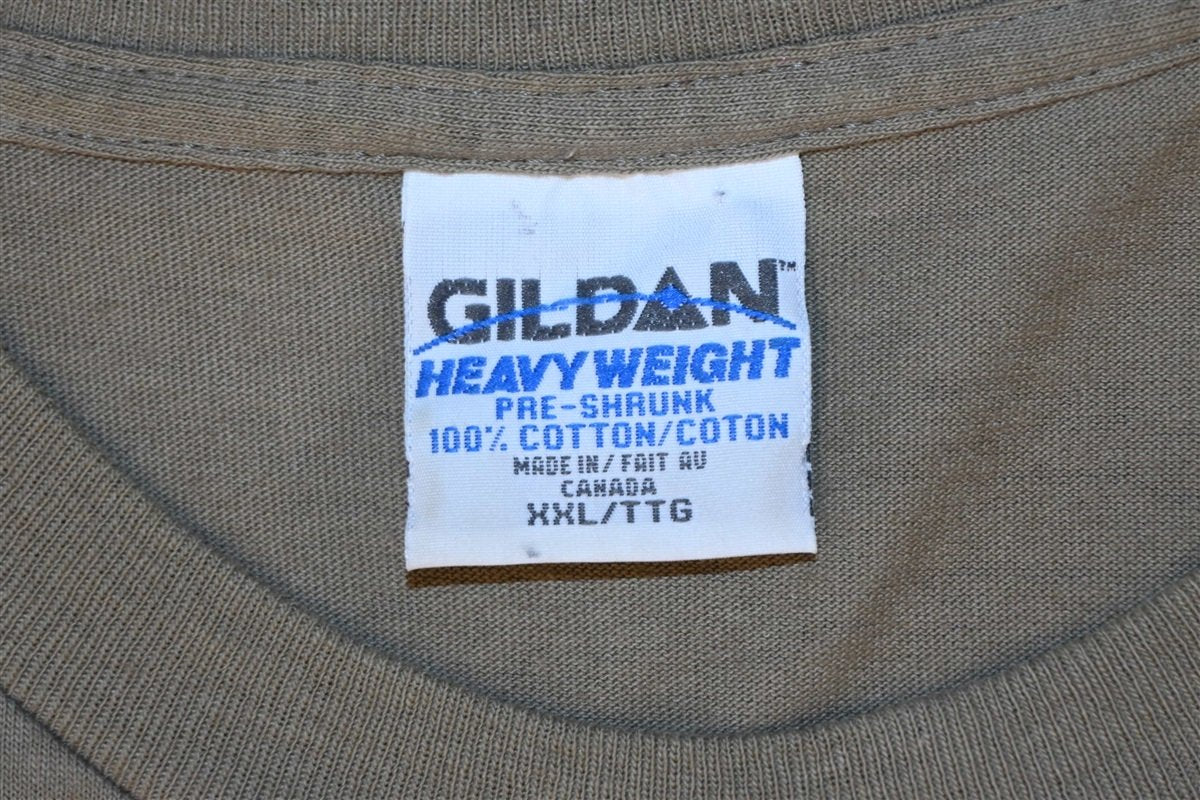 GILDAN™
HEAVYWEIGHT
PRE-SHRUNK
100% COTTON/COTON
MADE IN/FAIT AU
CANADA
XXL/TTG